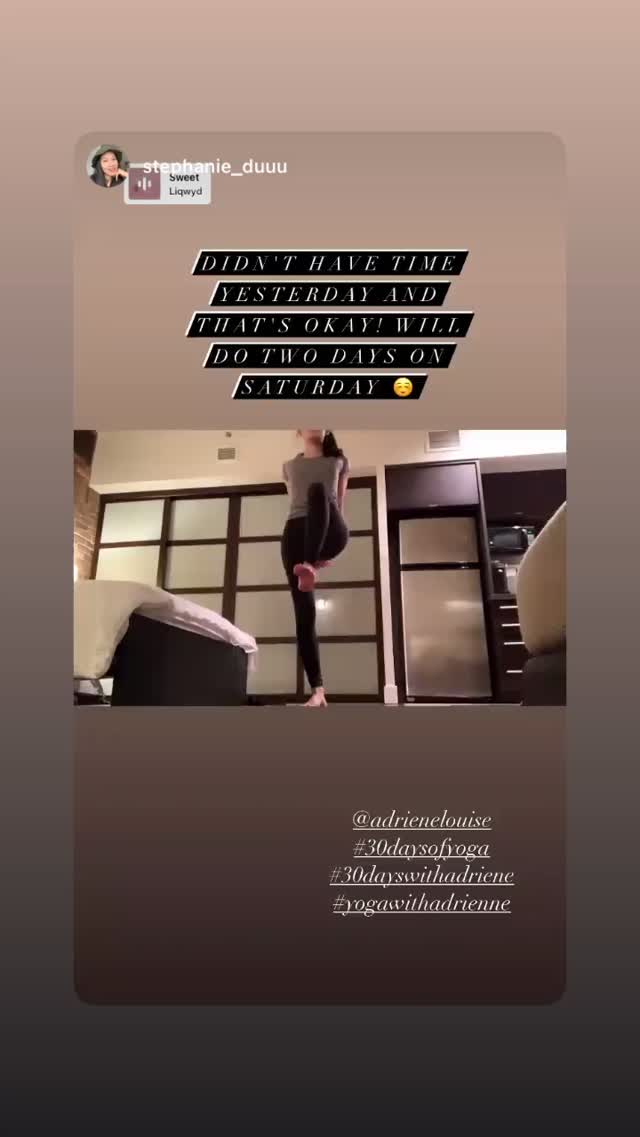 stephanie_duuu
Sweet
Liqwyd
DIDN'T HAVE TIME
YESTERDAY AND
THAT'S OKAY! WILL
DO TWO DAYS ON
SATURDAY ☺️
@adrienelouise
#30daysofyoga
#30dayswithadriene
#yogawithadrienne